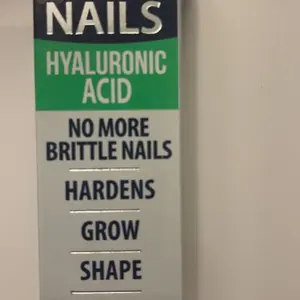 NAILS
HYALURONIC
ACID
NO MORE
BRITTLE NAILS
HARDENS
GROW
SHAPE